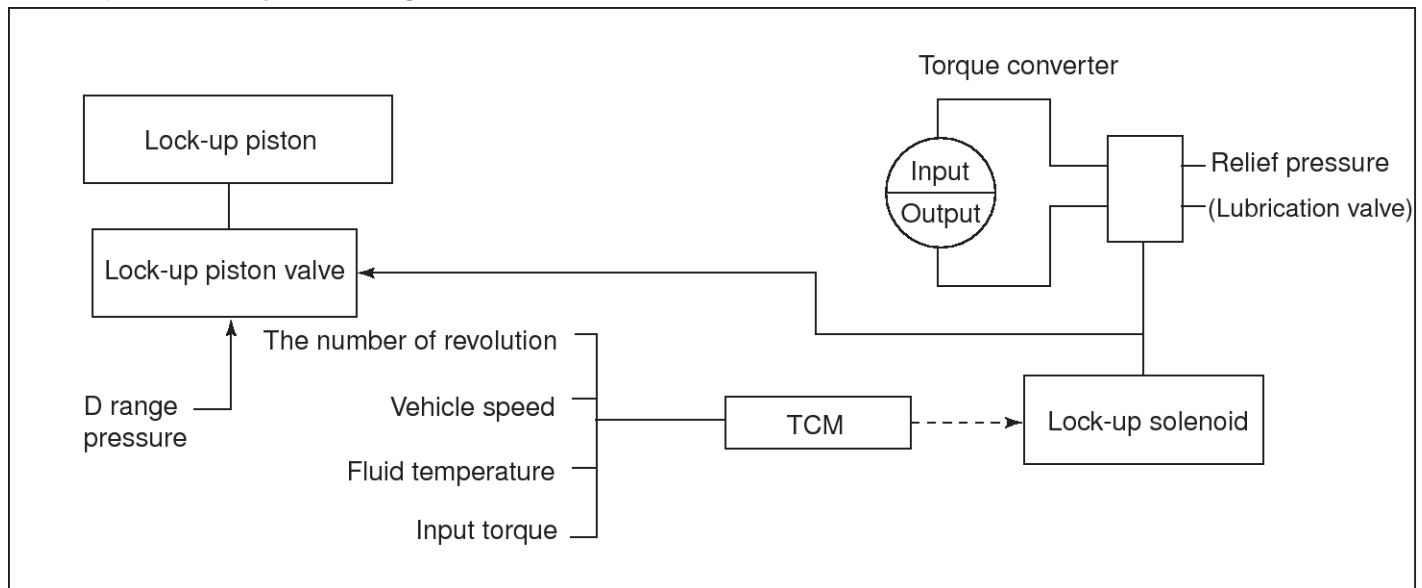 Torque converter
Lock-up piston
Input
Output
Relief pressure
(Lubrication valve)
Lock-up piston valve
The number of revolution
D range
pressure
Vehicle speed
TCM
Lock-up solenoid
Fluid temperature
Input torque